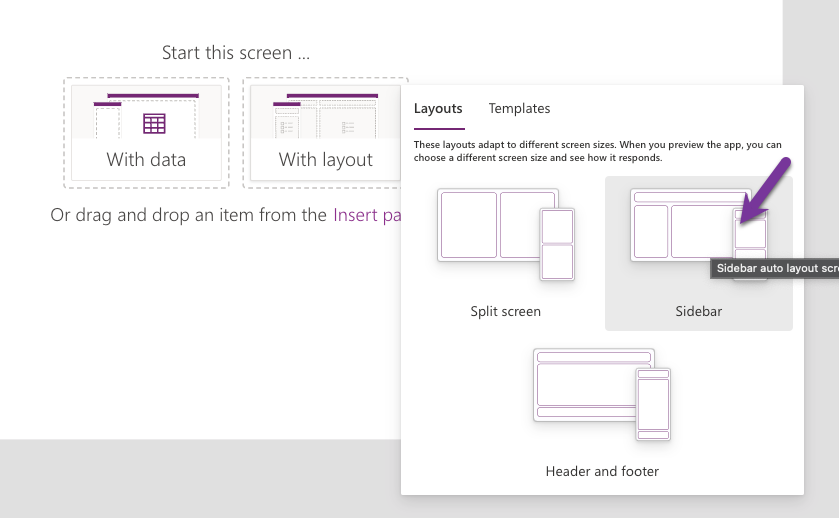 Start this screen ...
With data
With layout
Or drag and drop an item from the Insert pa
Layouts
Templates
These layouts adapt to different screen sizes. When you preview the app, you can
choose a different screen size and see how it responds.
Sidebar auto layout scre
Split screen
Sidebar
Header and footer